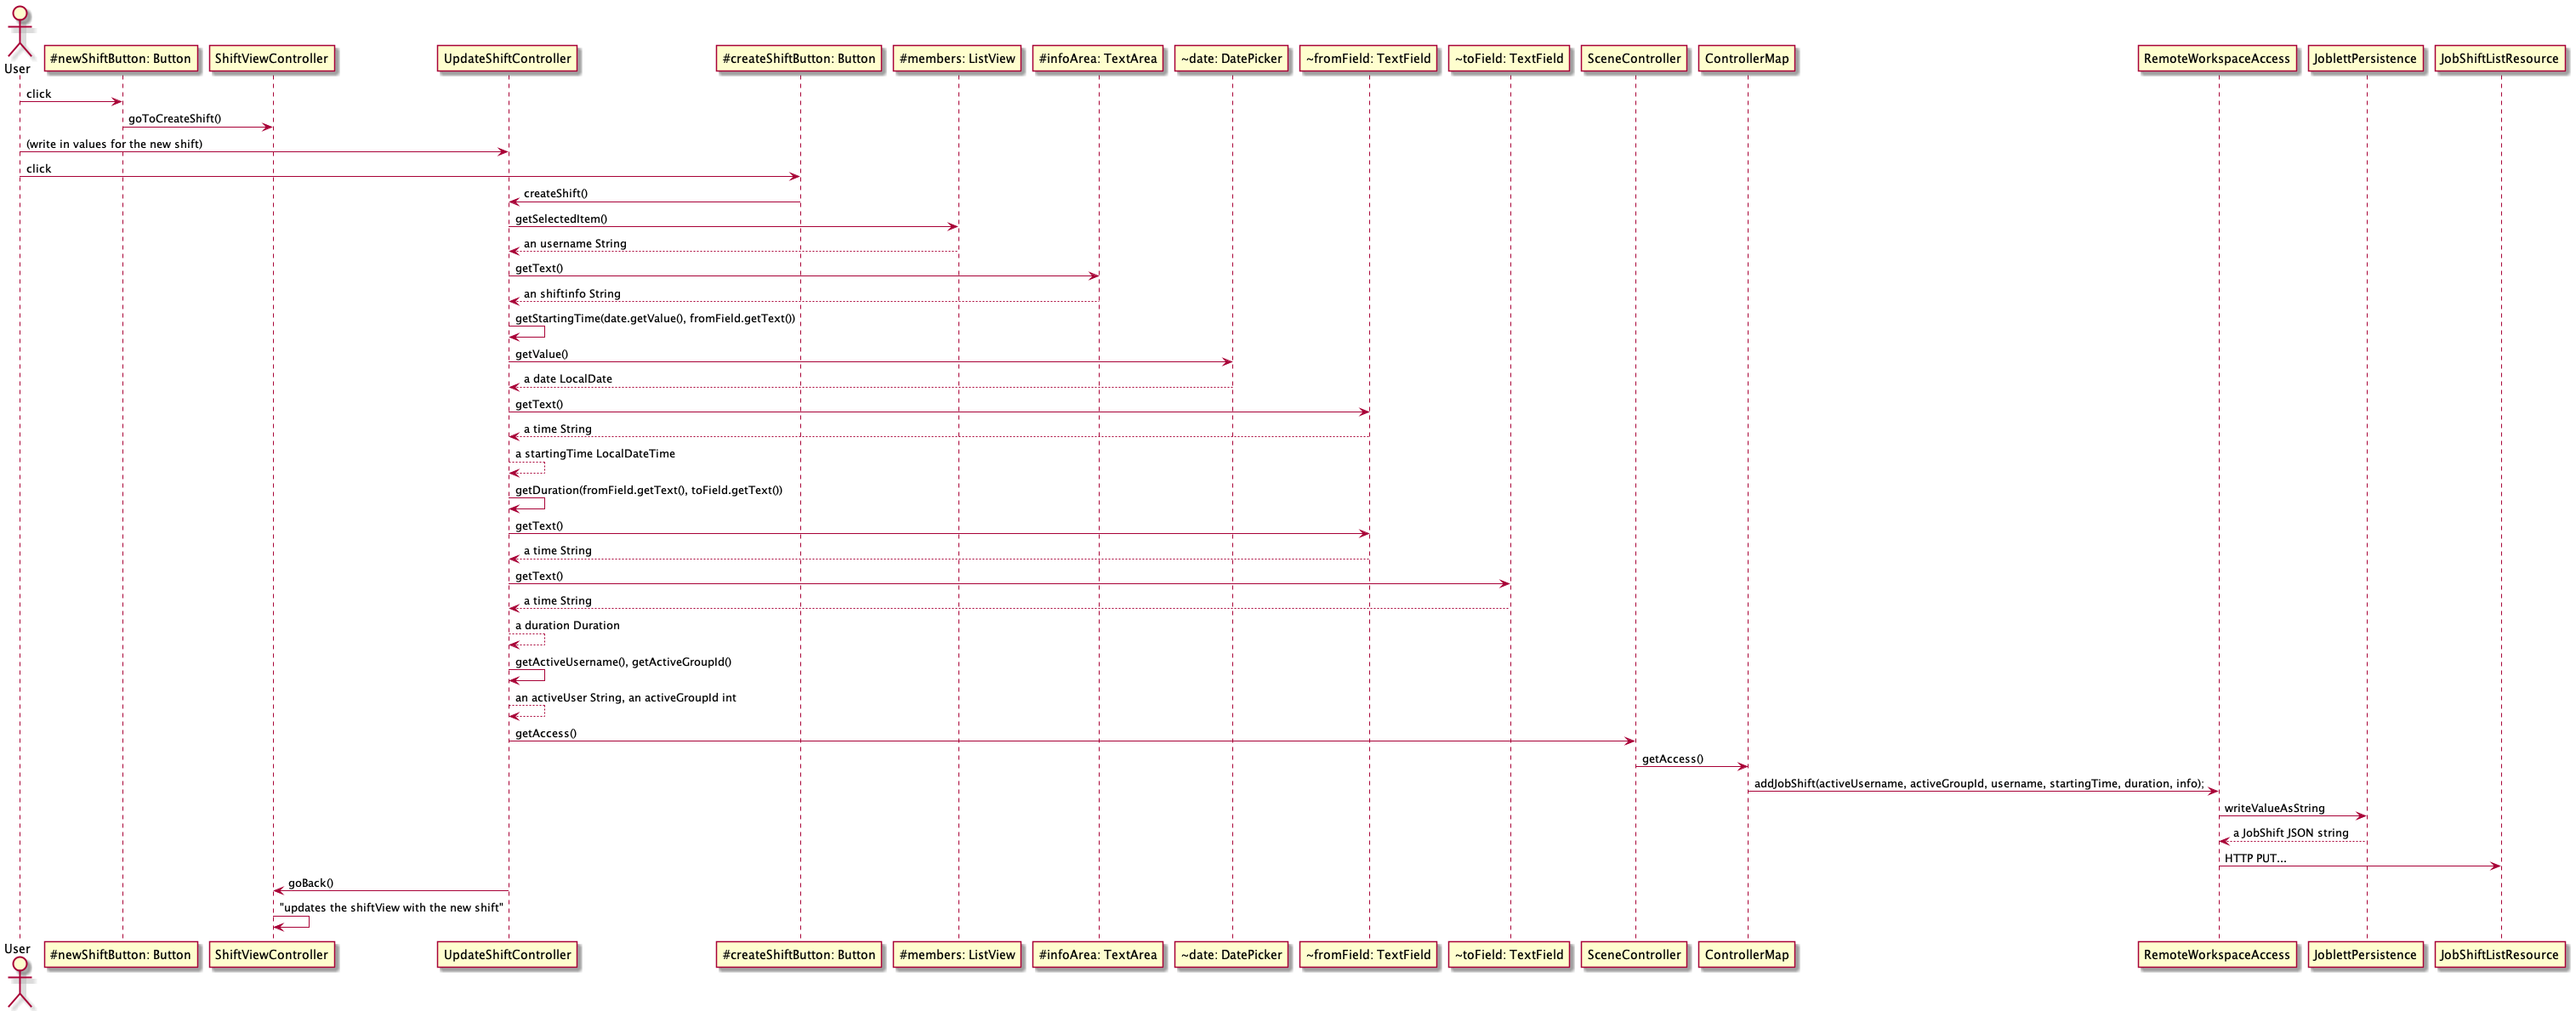 User
#newShiftButton: Button
ShiftViewController
UpdateShiftController
#createShiftButton: Button
#members: ListView
#infoArea: TextArea
~date: DatePicker
~fromField: TextField
~toField: TextField
SceneController
ControllerMap
RemoteWorkspaceAccess
JoblettPersistence
JobShiftListResource
click
goToCreateShift()
(write in values for the new shift)
click
createShift()
getSelectedItem()
an username String
getText()
an shiftinfo String
getStartingTime(date.getValue(), fromField.getText())
getValue()
a date LocalDate
getText()
a time String
a startingTime LocalDateTime
getDuration(fromField.getText(), toField.getText())
getText()
a time String
getText()
a time String
a duration Duration
getActiveUsername(), getActiveGroupId()
an activeUser String, an activeGroupId int
getAccess()
getAccess()
addJobShift(activeUsername, activeGroupId, username, startingTime, duration, info);
writeValueAsString
a JobShift JSON string
HTTP PUT...
goBack()
"updates the shiftView with the new shift"
User
#newShiftButton: Button
ShiftViewController
UpdateShiftController
#createShiftButton: Button
#members: ListView
#infoArea: TextArea
~date: DatePicker
~fromField: TextField
~toField: TextField
SceneController
ControllerMap
RemoteWorkspaceAccess
JoblettPersistence
JobShiftListResource